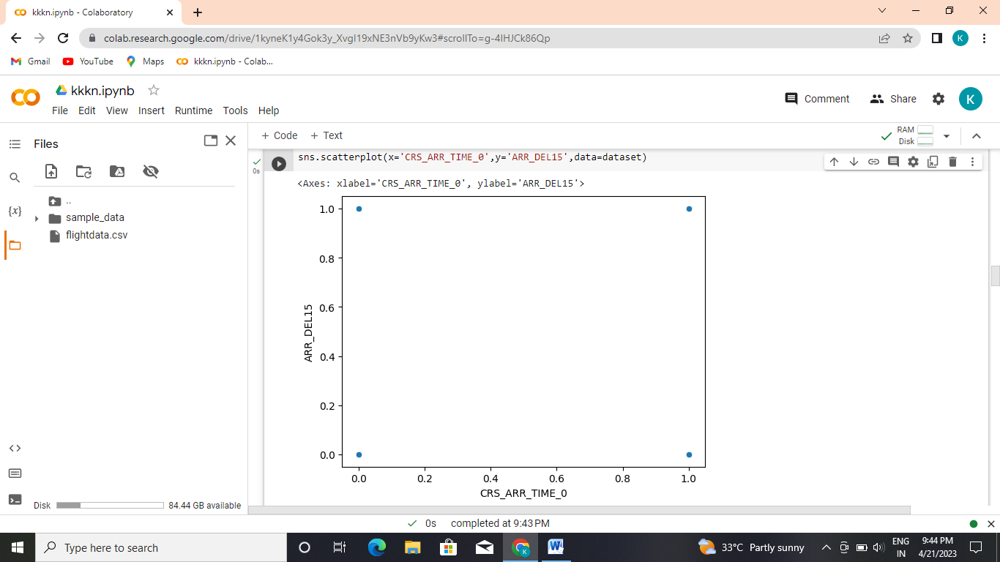 kkkn.ipynb - Colaboratory
colab.research.google.com/drive/1kyneK1y4Gok3y_XvgI19xNE3nVb9yKw3#scrollTo=g-4IHJCk86Qp
K
Gmail
YouTube
Maps
kkkn.ipynb - Colab...
kkkn.ipynb
File Edit View Insert Runtime Tools Help
Comment
Share
K
Files
+ Code + Text
RAM
Disk
{x}
..
sample_data
flightdata.csv
0s
sns.scatterplot(x='CRS_ARR_TIME_0',y='ARR_DEL15',data=dataset)
<Axes: xlabel='CRS_ARR_TIME_0', ylabel='ARR_DEL15'>
1.0
0.8
0.6
0.4
0.2
0.0
ARR_DEL15
0.0 0.2 0.4 0.6 0.8 1.0
CRS_ARR_TIME_0
Disk 84.44 GB available
0s completed at 9:43 PM
Type here to search
K
W
33°C Partly sunny
ENG
IN
9:44 PM
4/21/2023